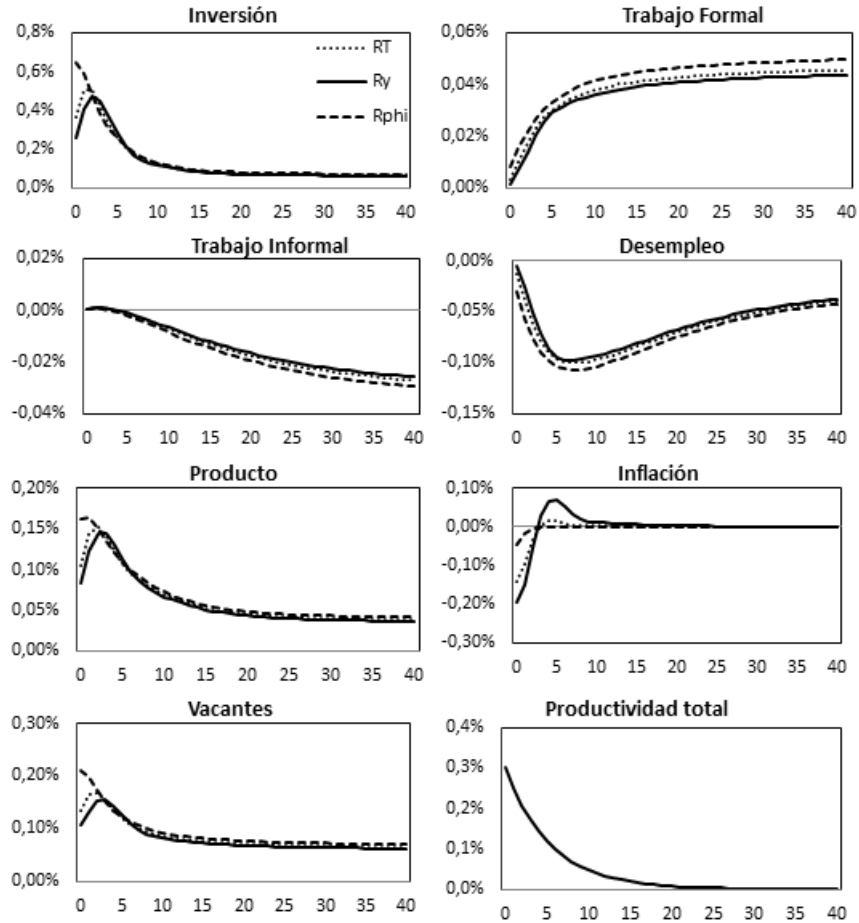 Inversión
0,8%
0,6%
0,4%
0,2%
0,0%
RT
Ry
Rphi
0 5 10 15 20 25 30 35 40
Trabajo Formal
0,06%
0,04%
0,02%
0,00%
0 5 10 15 20 25 30 35 40
Trabajo Informal
0,02%
0,00%
-0,02%
-0,04%
0 5 10 15 20 25 30 35 40
Desempleo
0,00%
-0,05%
-0,10%
-0,15%
0 5 10 15 20 25 30 35 40
Producto
0,20%
0,15%
0,10%
0,05%
0,00%
0 5 10 15 20 25 30 35 40
Inflación
0,10%
0,00%
-0,10%
-0,20%
-0,30%
0 5 10 15 20 25 30 35 40
Vacantes
0,30%
0,20%
0,10%
0,00%
0 5 10 15 20 25 30 35 40
Productividad total
0,4%
0,3%
0,2%
0,1%
0,0%
0 5 10 15 20 25 30 35 40